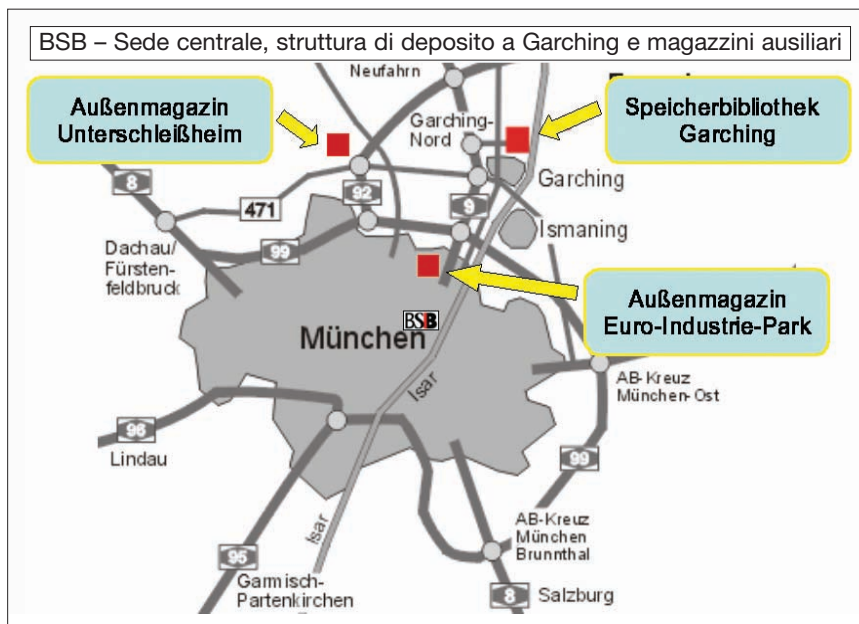 BSB – Sede centrale, struttura di deposito a Garching e magazzini ausiliari
Neufahrn
Außenmagazin
Unterschleißheim
Speicherbibliothek
Garching
Garching-
Nord
Garching
8
92
9
471
Ismaning
99
Dachau/
Fürsten-
feldbruck
Außenmagazin
Euro-Industrie-Park
BSB
München
AB-Kreuz
München-Ost
Isar
96
Lindau
99
Isar
AB-Kreuz
München
Brunnthal
95
Garmisch-
Partenkirchen
8
Salzburg